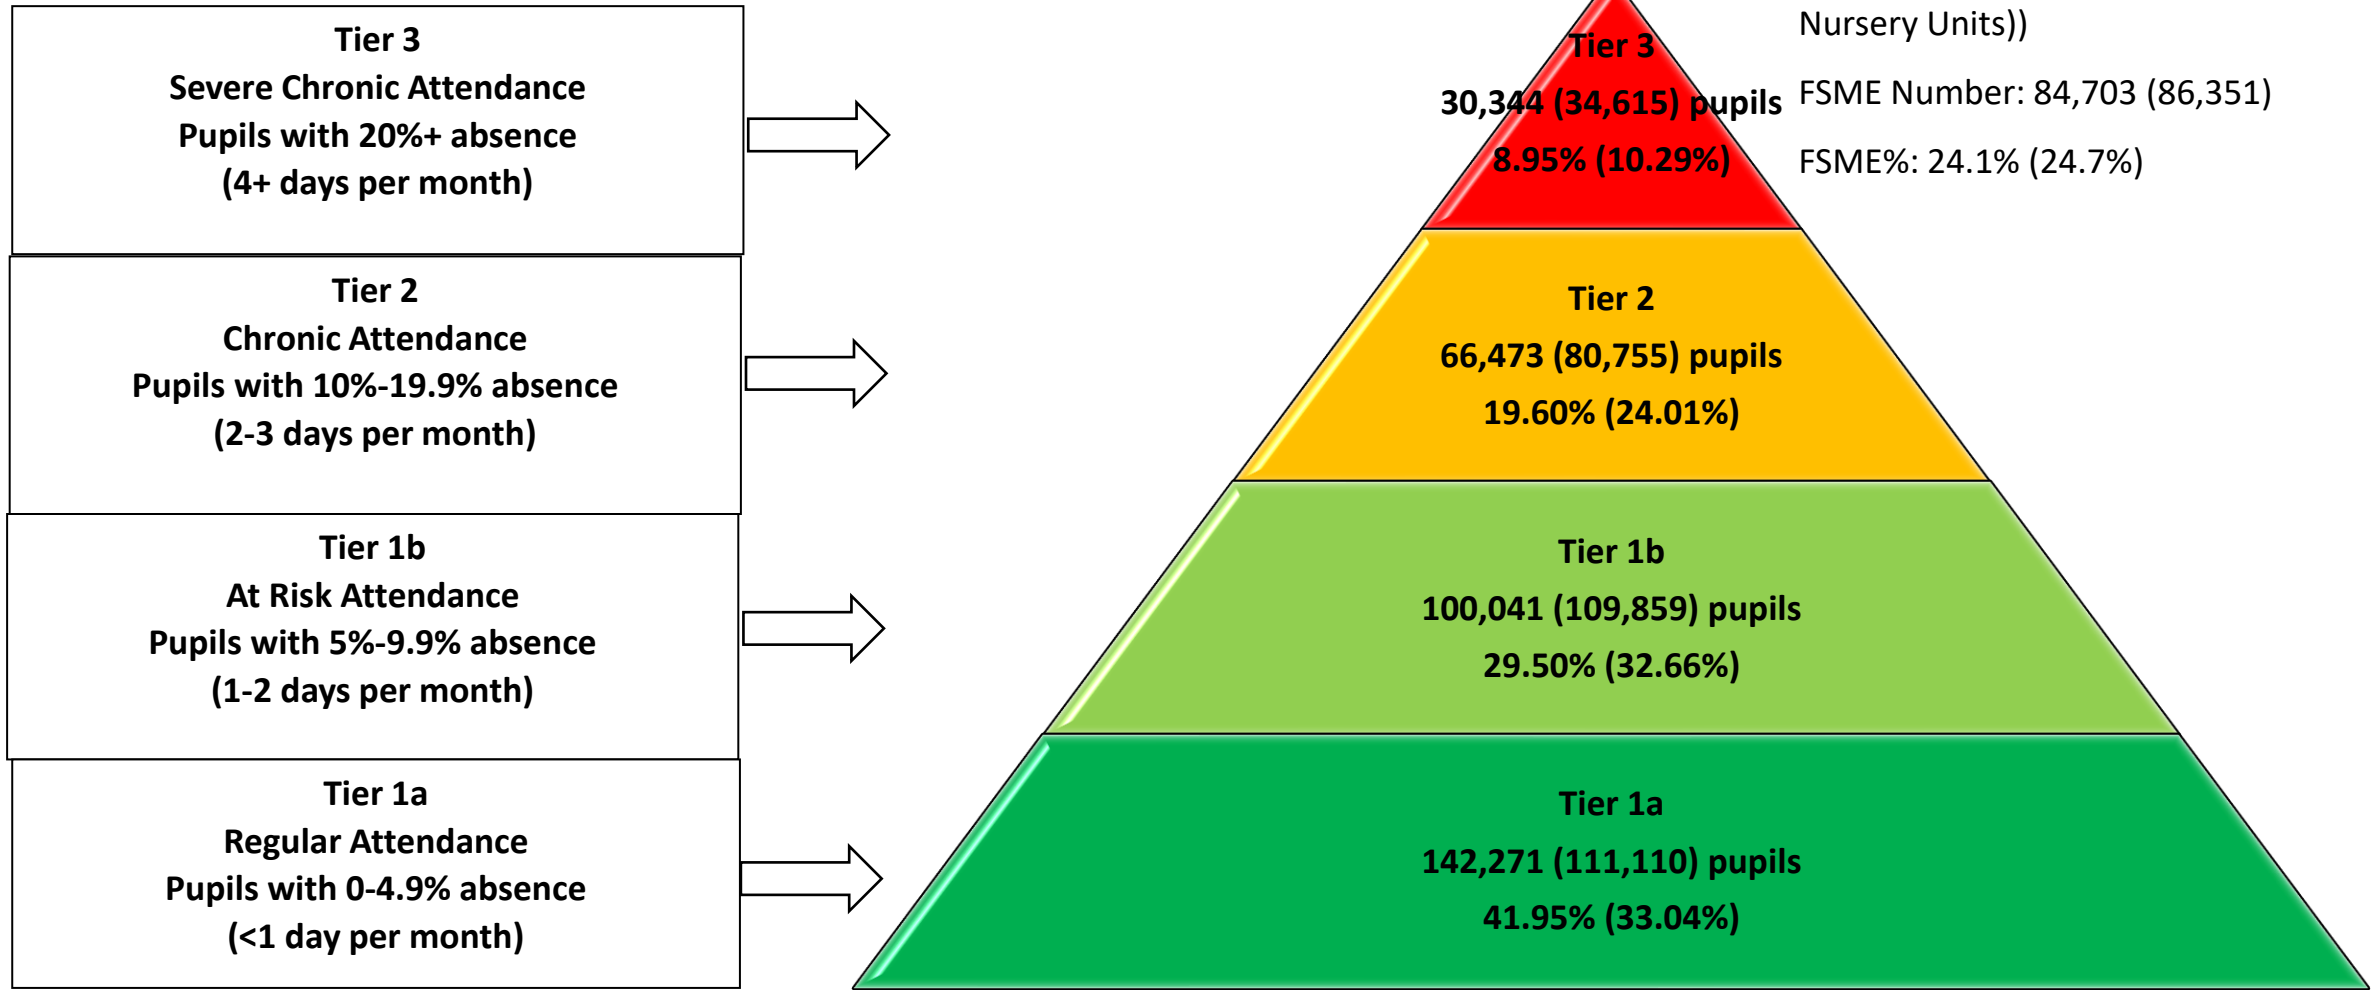 Tier 3
Severe Chronic Attendance
Pupils with 20%+ absence
(4+ days per month)
Tier 2
Chronic Attendance
Pupils with 10%-19.9% absence
(2-3 days per month)
Tier 1b
At Risk Attendance
Pupils with 5%-9.9% absence
(1-2 days per month)
Tier 1a
Regular Attendance
Pupils with 0-4.9% absence
(<1 day per month)
Tier 3
30,344 (34,615) pupils
8.95% (10.29%)
Tier 2
66,473 (80,755) pupils
19.60% (24.01%)
Tier 1b
100,041 (109,859) pupils
29.50% (32.66%)
Tier 1a
142,271 (111,110) pupils
41.95% (33.04%)
Nursery Units))
FSME Number: 84,703 (86,351)
FSME%: 24.1% (24.7%)